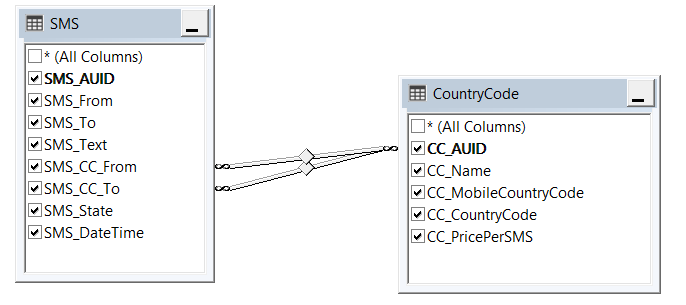 SMS
* (All Columns)
SMS_AUID
SMS_From
SMS_To
SMS_Text
SMS_CC_From
SMS_CC_To
SMS_State
SMS_DateTime
CountryCode
* (All Columns)
CC_AUID
CC_Name
CC_MobileCountryCode
CC_CountryCode
CC_PricePerSMS